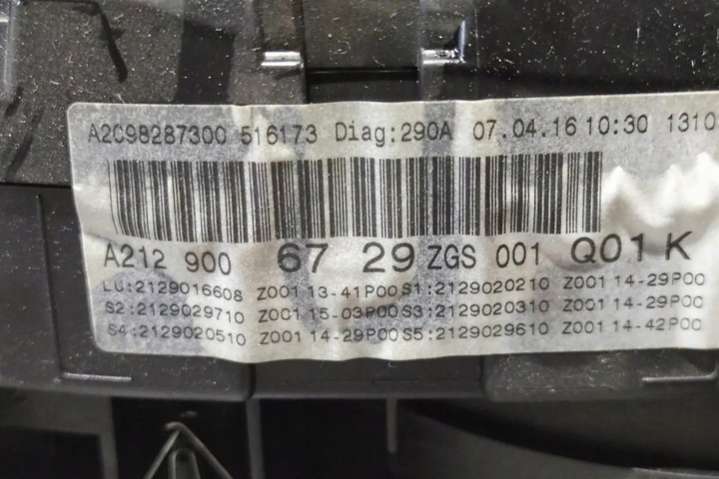 A2C98287300 516173 Diag:290A 07.04.16 10:30 1310
A212 900 67 29 ZGS 001 Q01 K
LU:2129016608 Z001 13-41P00 S1:2129020210 Z001 14-29P00
S2:2129029710 Z001 15-03P00 S3:2129020310 Z001 14-29P00
S4:2129020510 Z001 14-29P00 S5:2129029610 Z001 14-42P00